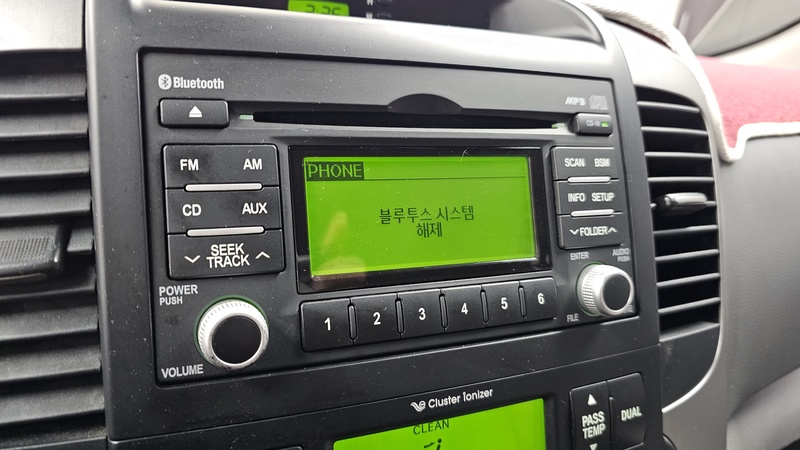 Bluetooth
MP3
CD-IN
FM AM
CD AUX
SEEK
TRACK
PHONE
블루투스 시스템
해제
SCAN BSM
INFO SETUP
FOLDER
POWER
PUSH
VOLUME
1 2 3 4 5 6
ENTER
AUDIO
PUSH
FILE
Cluster Ionizer
CLEAN
PASS
TEMP
DUAL